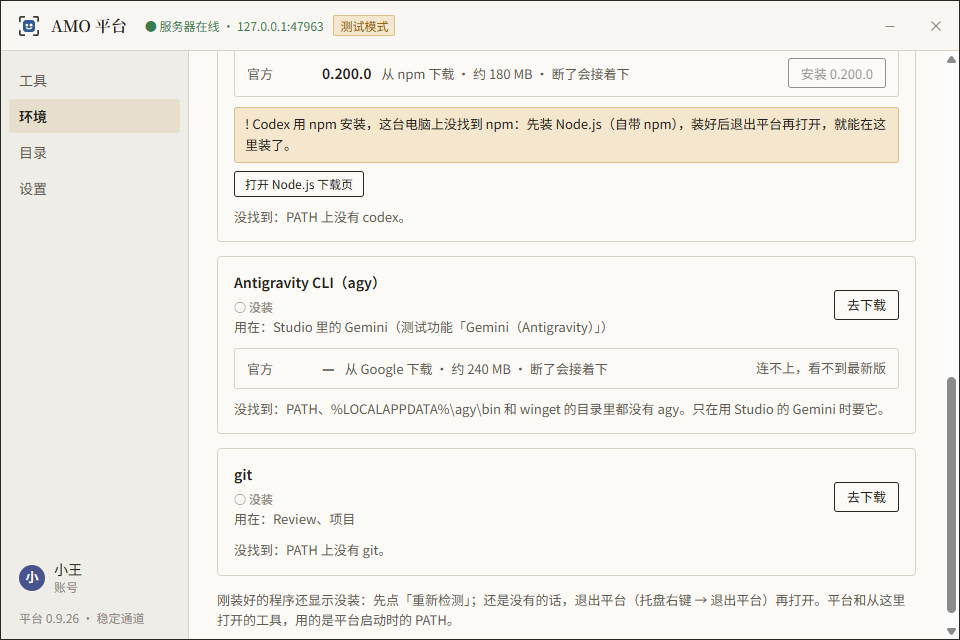 AMO 平台 服务器在线 · 127.0.0.1:47963 测试模式
工具
环境
目录
设置
官方 0.200.0 从 npm 下载 · 约 180 MB · 断了会接着下 安装 0.200.0
! Codex 用 npm 安装，这台电脑上没找到 npm：先装 Node.js（自带 npm），装好后退出平台再打开，就能在这
里装了。
打开 Node.js 下载页
没找到：PATH 上没有 codex。
Antigravity CLI（agy）
没装
去下载
用在：Studio 里的 Gemini（测试功能「Gemini（Antigravity）」）
官方 — 从 Google 下载 · 约 240 MB · 断了会接着下 连不上，看不到最新版
没找到：PATH、%LOCALAPPDATA%\agy\bin 和 winget 的目录里都没有 agy。只在用 Studio 的 Gemini 时要它。
git
没装
去下载
用在：Review、项目
没找到：PATH 上没有 git。
刚装好的程序还显示没装：先点「重新检测」；还是没有的话，退出平台（托盘右键 → 退出平台）再打开。平台和从这里
打开的工具，用的是平台启动时的 PATH。
小 小王
账号
平台 0.9.26 · 稳定通道